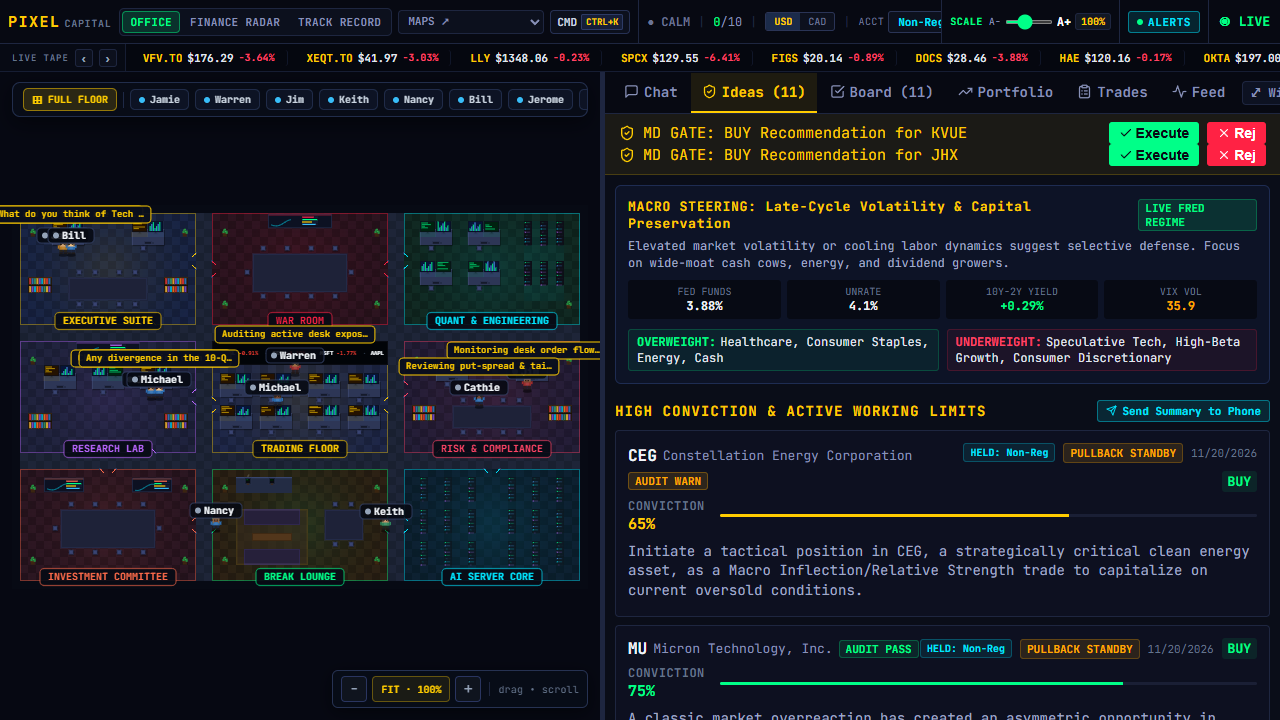 PIXEL CAPITAL OFFICE FINANCE RADAR TRACK RECORD MAPS ↗ CMD CTRL+K CALM 0/10 USD CAD ACCT Non-Reg SCALE A- A+ 100% ALERTS LIVE
LIVE TAPE ‹ › VFV.TO $176.29 -3.64% XEQT.TO $41.97 -3.03% LLY $1348.06 -0.23% SPCX $129.55 -6.41% FIGS $20.14 -0.89% DOCS $28.46 -3.88% HAE $120.16 -0.17% OKTA $197.00
FULL FLOOR Jamie Warren Jim Keith Nancy Bill Jerome
Chat Ideas (11) Board (11) Portfolio Trades Feed
MD GATE: BUY Recommendation for KVUE Execute Rej
MD GATE: BUY Recommendation for JHX Execute Rej
What do you think of Tech …
Bill
EXECUTIVE SUITE
WAR ROOM
QUANT & ENGINEERING
Auditing active desk expos…
Any divergence in the 10-Q…
Warren
Monitoring desk order flow…
Reviewing put-spread & tai…
Michael
Michael
Cathie
RESEARCH LAB
TRADING FLOOR
RISK & COMPLIANCE
Nancy
Keith
INVESTMENT COMMITTEE
BREAK LOUNGE
AI SERVER CORE
- FIT · 100% + drag · scroll
MACRO STEERING: Late-Cycle Volatility & Capital
Preservation
LIVE FRED
REGIME
Elevated market volatility or cooling labor dynamics suggest selective defense. Focus
on wide-moat cash cows, energy, and dividend growers.
FED FUNDS
3.88%
UNRATE
4.1%
10Y-2Y YIELD
+0.29%
VIX VOL
35.9
OVERWEIGHT: Healthcare, Consumer Staples,
Energy, Cash
UNDERWEIGHT: Speculative Tech, High-Beta
Growth, Consumer Discretionary
HIGH CONVICTION & ACTIVE WORKING LIMITS Send Summary to Phone
CEG Constellation Energy Corporation HELD: Non-Reg PULLBACK STANDBY 11/20/2026
AUDIT WARN BUY
CONVICTION
65%
Initiate a tactical position in CEG, a strategically critical clean energy
asset, as a Macro Inflection/Relative Strength trade to capitalize on
current oversold conditions.
MU Micron Technology, Inc. AUDIT PASS HELD: Non-Reg PULLBACK STANDBY 11/20/2026 BUY
CONVICTION
75%
A classic market overreaction has created an asymmetric opportunity in